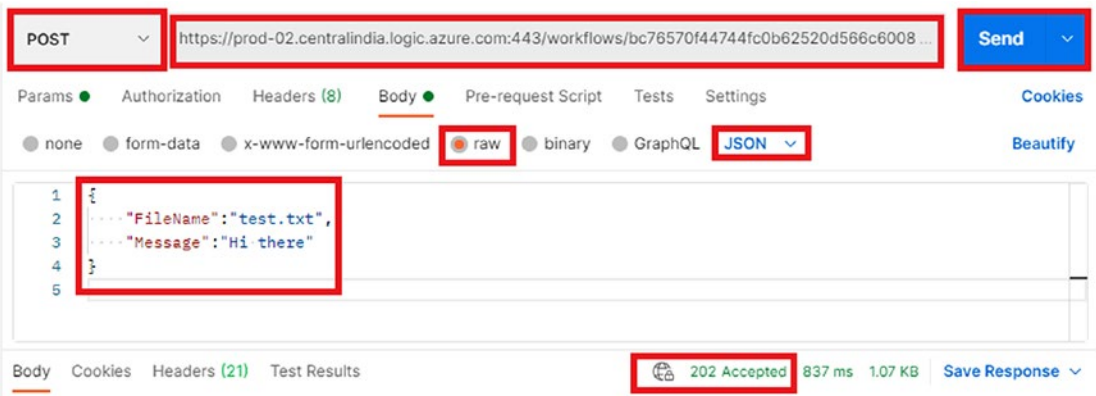 POST https://prod-02.centralindia.logic.azure.com:443/workflows/bc76570f44744fc0b62520d566c6008 ... Send
Params Authorization Headers (8) Body Pre-request Script Tests Settings Cookies
none form-data x-www-form-urlencoded raw binary GraphQL JSON Beautify
1 {
2 ····"FileName":"test.txt",
3 ····"Message":"Hi·there"
4 }
5
Body Cookies Headers (21) Test Results 202 Accepted 837 ms 1.07 KB Save Response